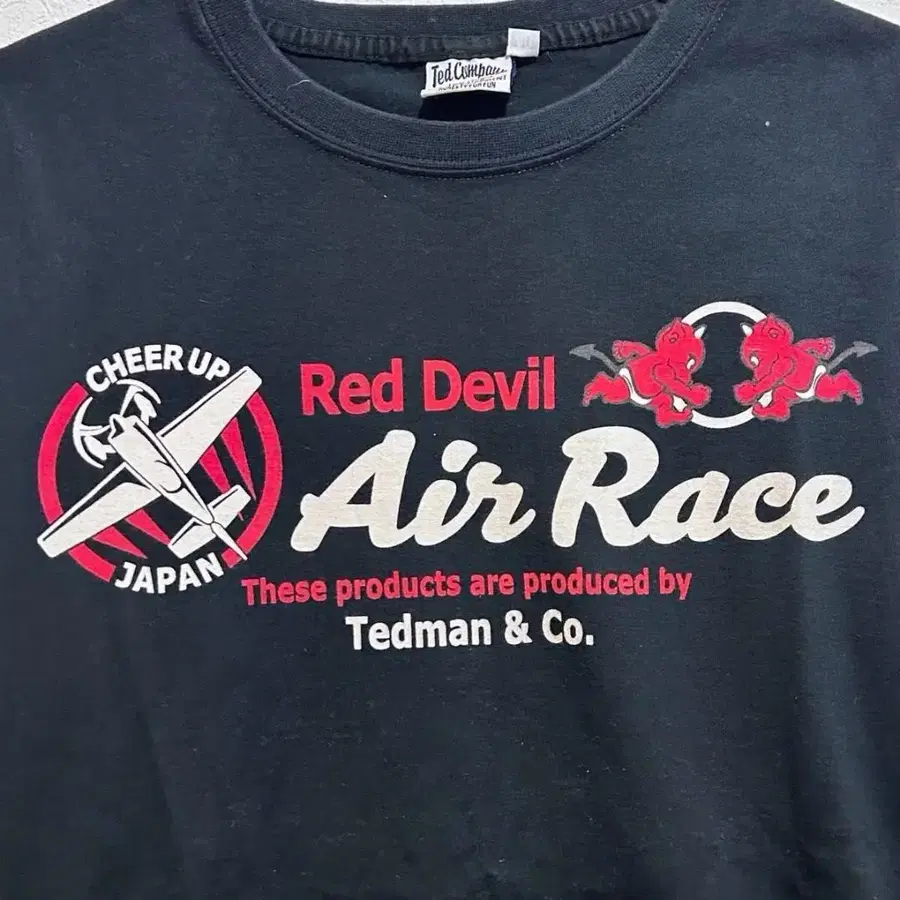 Ted Company
CHEER UP
JAPAN
Red Devil
Air Race
These products are produced by
Tedman & Co.